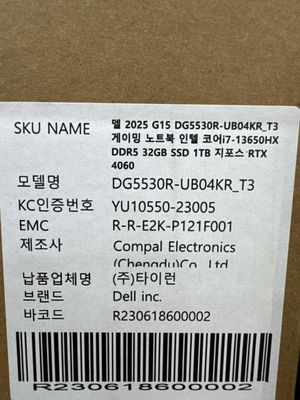 SKU NAME
델 2025 G15 DG5530R-UB04KR_T3
게이밍 노트북 인텔 코어i7-13650HX
DDR5 32GB SSD 1TB 지포스 RTX
4060
모델명 DG5530R-UB04KR_T3
KC인증번호 YU10550-23005
EMC R-R-E2K-P121F001
제조사 Compal Electronics
(Chengdu)Co., Ltd
납품업체명 (주)타이런
브랜드 Dell inc.
바코드 R230618600002
R230618600002